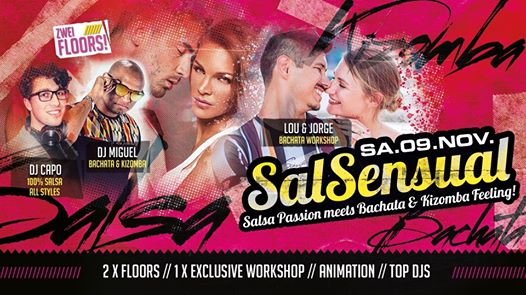 ZWEI
FLOORS!
Kizomba
DJ CAPO
100% SALSA
ALL STYLES
DJ MIGUEL
BACHATA & KIZOMBA
LOU & JORGE
BACHATA WORKSHOP
SA.09.NOV.
SalSensual
Salsa Passion meets Bachata & Kizomba Feeling!
Salsa
Bachata
2 X FLOORS // 1 X EXCLUSIVE WORKSHOP // ANIMATION // TOP DJS